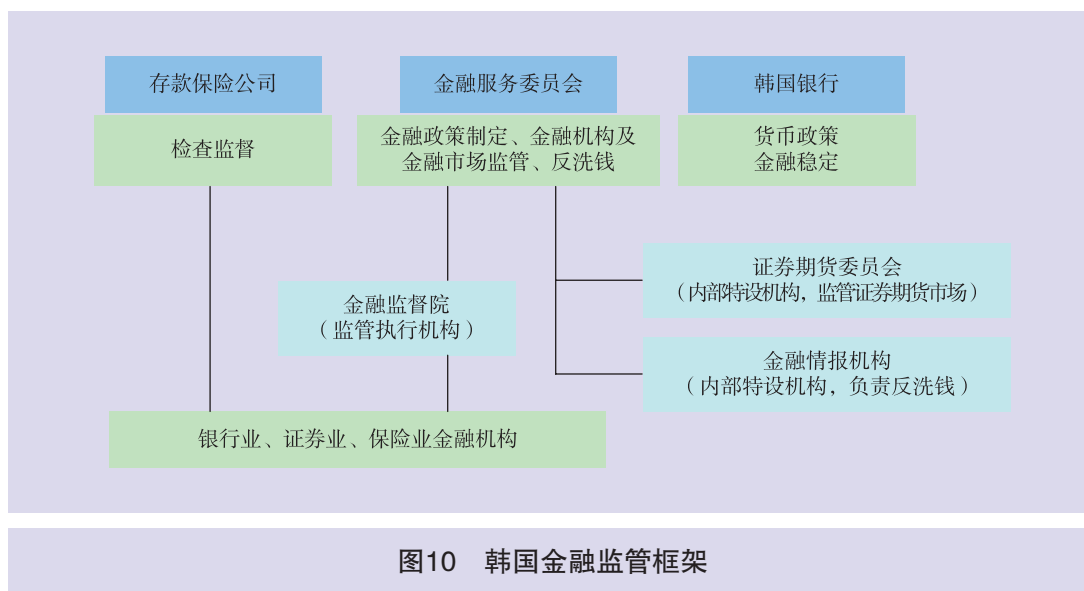 存款保险公司
检查监督
金融服务委员会
金融政策制定、金融机构及
金融市场监管、反洗钱
韩国银行
货币政策
金融稳定
证券期货委员会
（内部特设机构，监管证券期货市场）
金融监督院
（监管执行机构）
金融情报机构
（内部特设机构，负责反洗钱）
银行业、证券业、保险业金融机构
图10　韩国金融监管框架